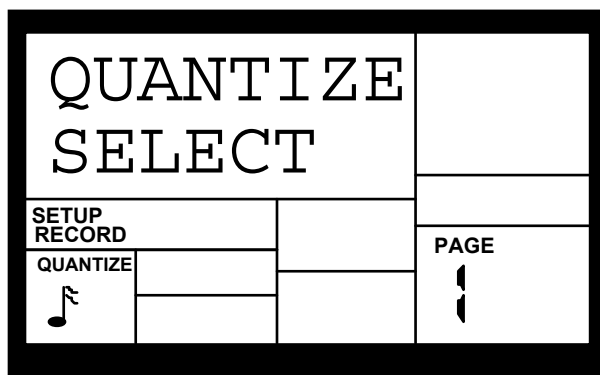 QUANTIZE
SELECT
SETUP
RECORD
QUANTIZE
PAGE
1